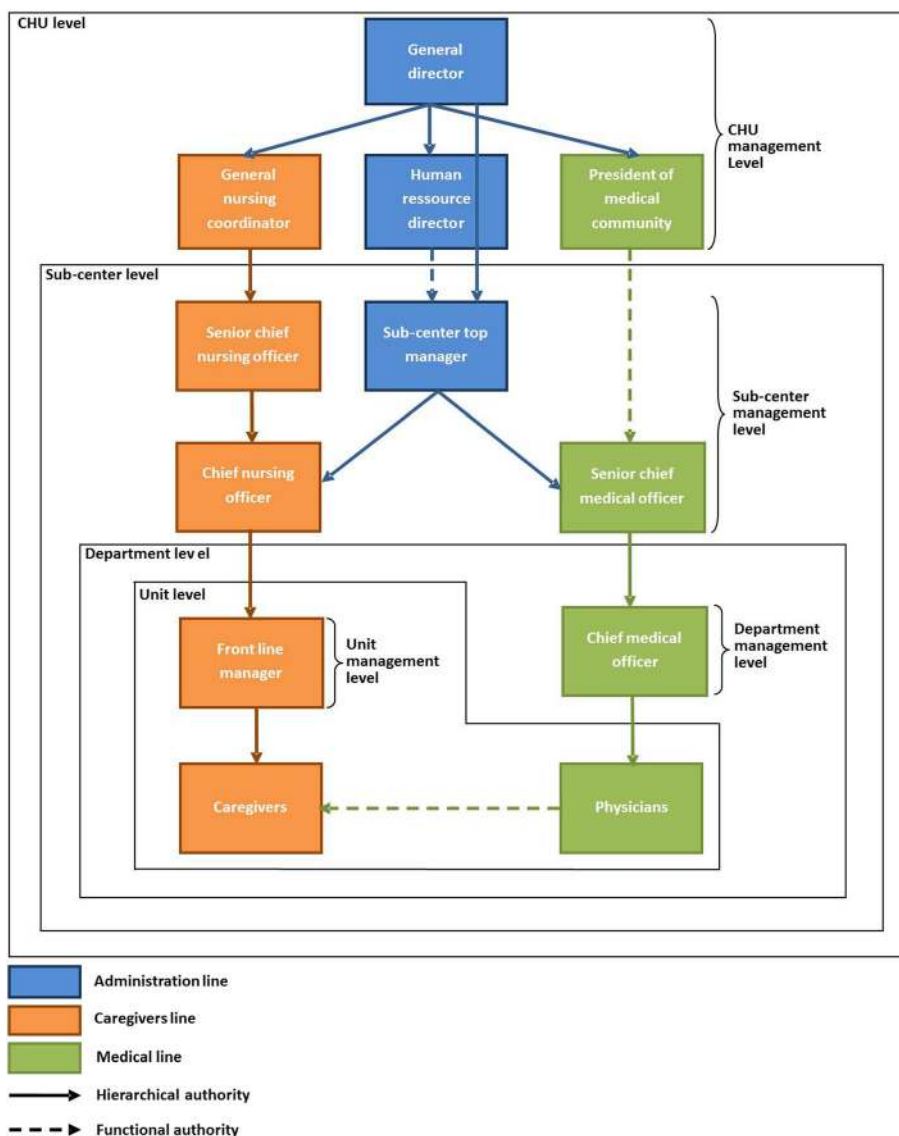 CHU level
General
director
CHU
management
Level
General
nursing
coordinator
Human
ressource
director
President of
medical
community
Sub-center level
Senior chief
nursing officer
Sub-center top
manager
Sub-center
management
level
Chief nursing
officer
Senior chief
medical officer
Department level
Unit level
Front line
manager
Unit
management
level
Chief medical
officer
Department
management
level
Caregivers
Physicians
Administration line
Caregivers line
Medical line
Hierarchical authority
Functional authority